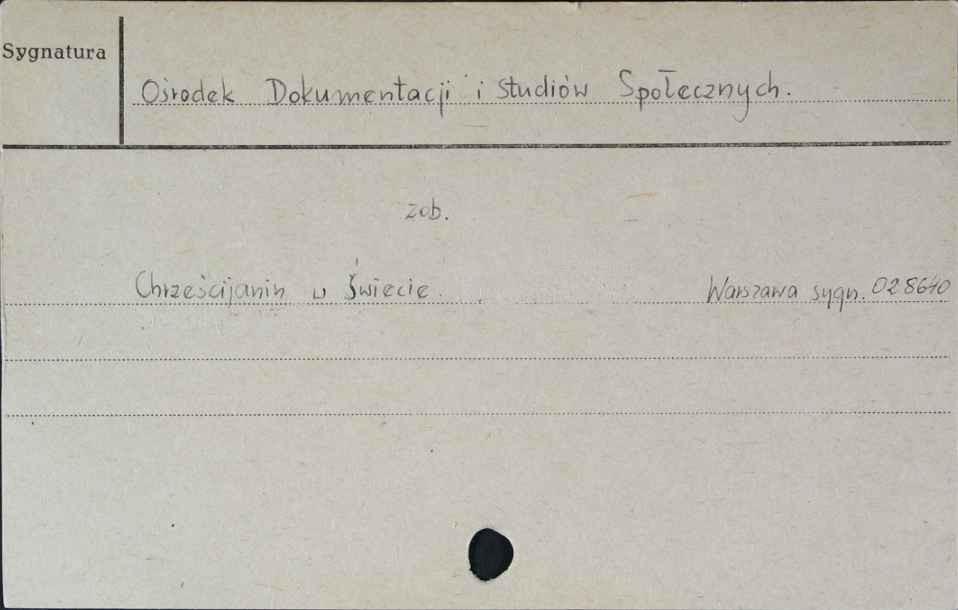 Sygnatura
Ośrodek Dokumentacji i Studiów Społecznych.
zob.
Chrześcijanin w Świecie. Warszawa sygn. 028640